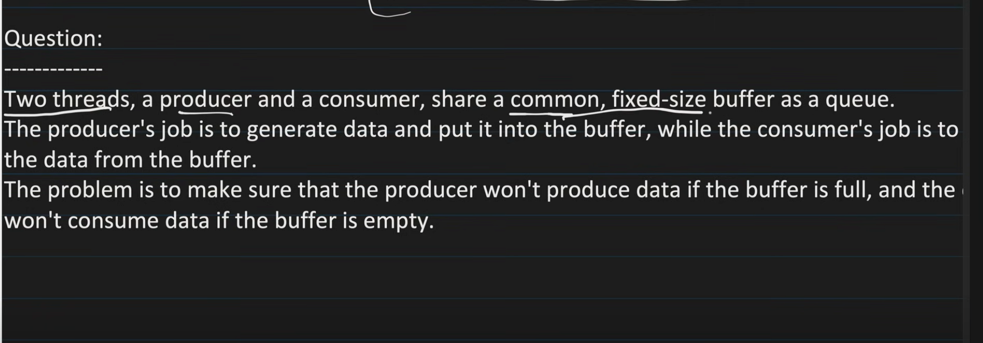 Question:
-------------
Two threads, a producer and a consumer, share a common, fixed-size buffer as a queue.
The producer's job is to generate data and put it into the buffer, while the consumer's job is to
the data from the buffer.
The problem is to make sure that the producer won't produce data if the buffer is full, and the
won't consume data if the buffer is empty.